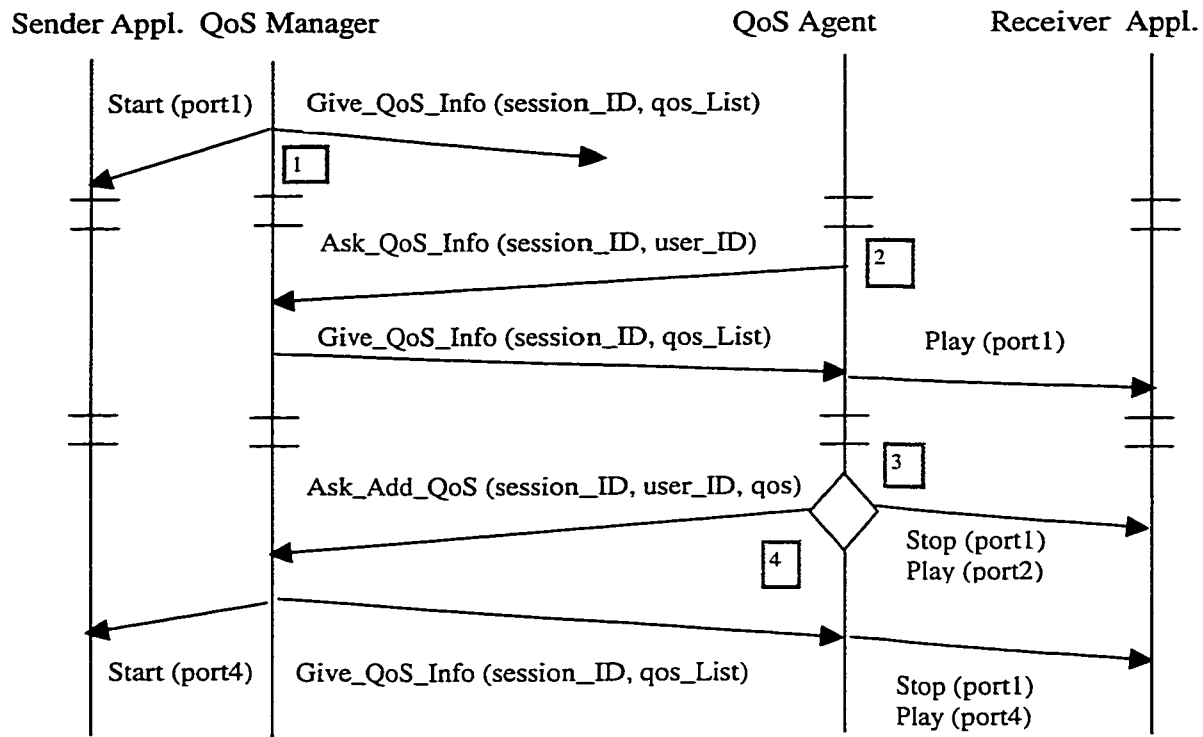 Sender Appl. QoS Manager QoS Agent Receiver Appl.
Start (port1) Give_QoS_Info (session_ID, qos_List)
1
Ask_QoS_Info (session_ID, user_ID)
2
Give_QoS_Info (session_ID, qos_List) Play (port1)
3
Ask_Add_QoS (session_ID, user_ID, qos)
4
Stop (port1)
Play (port2)
Start (port4) Give_QoS_Info (session_ID, qos_List)
Stop (port1)
Play (port4)